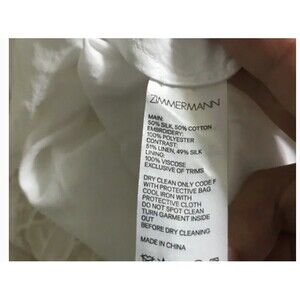 ZIMMERMANN
MAIN:
50% SILK, 50% COTTON
EMBROIDERY:
100% POLYESTER
CONTRAST:
51% LINEN, 49% SILK
LINING:
100% VISCOSE
EXCLUSIVE OF TRIMS
DRY CLEAN ONLY CODE F
WITH PROTECTIVE BAG
COOL IRON WITH
PROTECTIVE CLOTH
DO NOT SPOT CLEAN
TURN GARMENT INSIDE
OUT
BEFORE DRY CLEANING
MADE IN CHINA